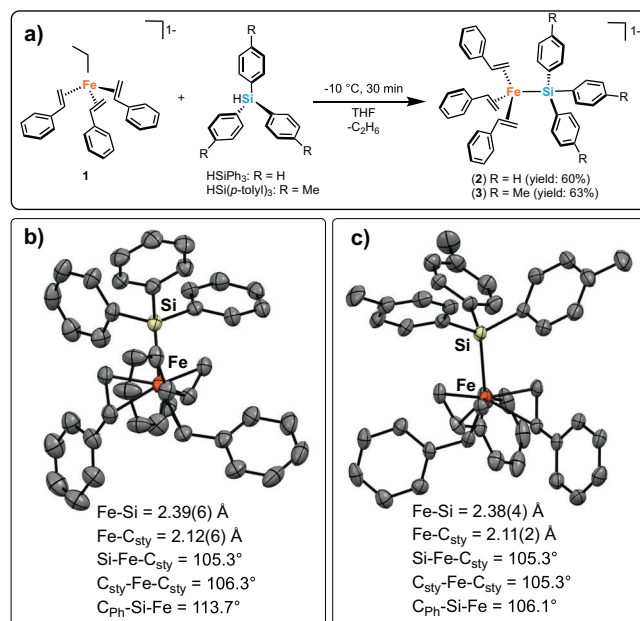 a)
1-
1-
R
R
Fe
HSi
+
-10 °C, 30 min
THF
-C₂H₆
Fe
Si
R
R
R
R
1
HSiPh₃: R = H
HSi(p-tolyl)₃: R = Me
(2) R = H (yield: 60%)
(3) R = Me (yield: 63%)
b)
Si
Fe
Fe-Si = 2.39(6) Å
Fe-Csty = 2.12(6) Å
Si-Fe-Csty = 105.3°
Csty-Fe-Csty = 106.3°
CPh-Si-Fe = 113.7°
c)
Si
Fe
Fe-Si = 2.38(4) Å
Fe-Csty = 2.11(2) Å
Si-Fe-Csty = 105.3°
Csty-Fe-Csty = 105.3°
CPh-Si-Fe = 106.1°